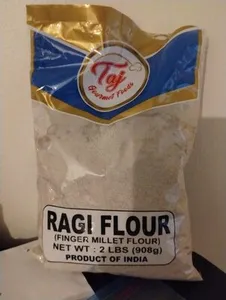 Taj
Gourmet Foods
RAGI FLOUR
(FINGER MILLET FLOUR)
NET WT : 2 LBS (908g)
PRODUCT OF INDIA